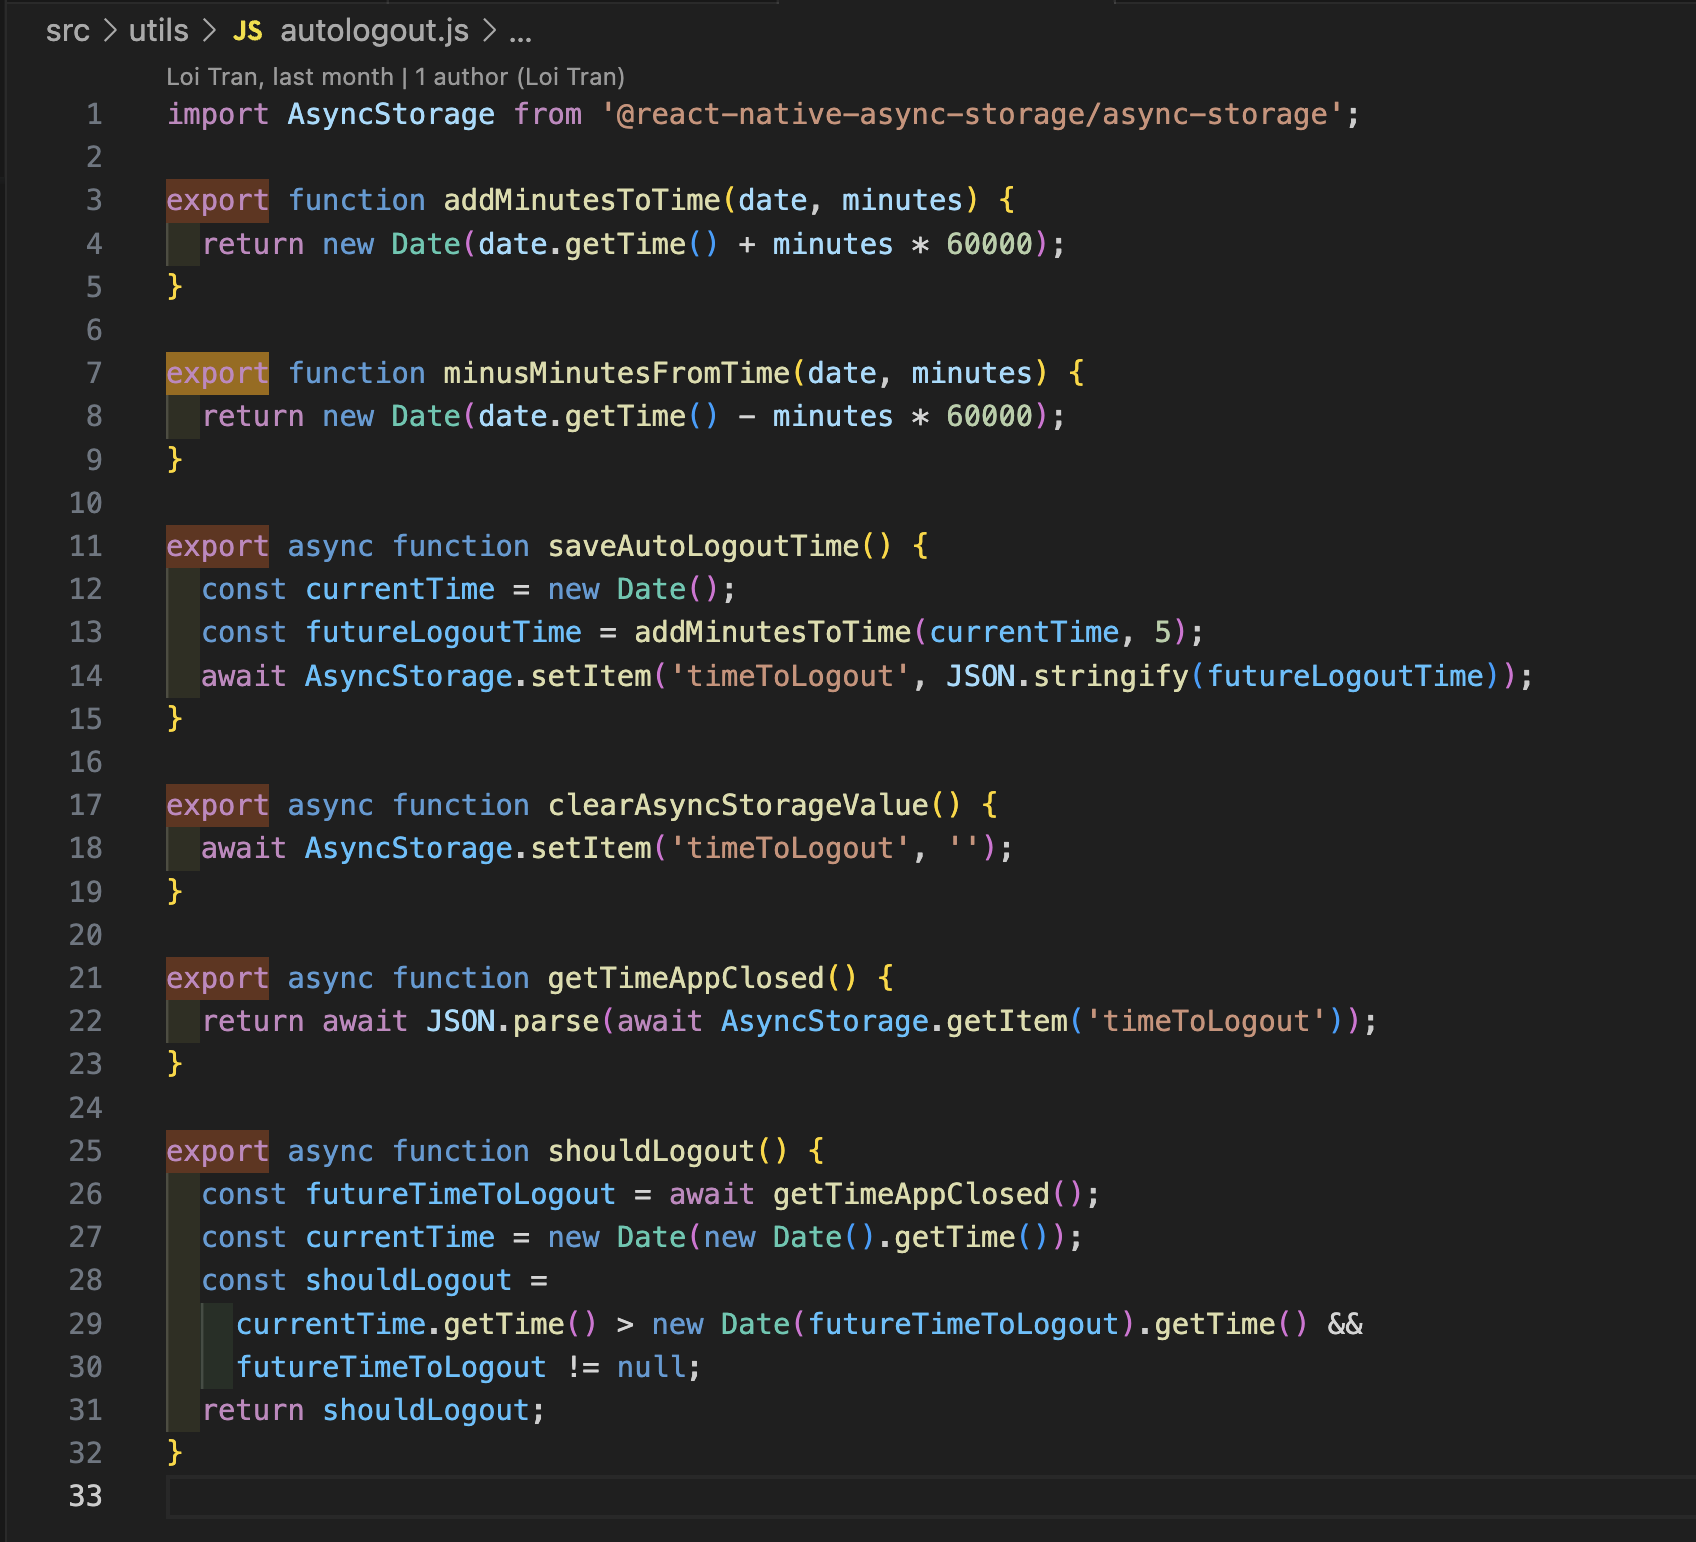 src > utils > JS autologout.js > ...
Loi Tran, last month | 1 author (Loi Tran)
1 import AsyncStorage from '@react-native-async-storage/async-storage';
2
3 export function addMinutesToTime(date, minutes) {
4   return new Date(date.getTime() + minutes * 60000);
5 }
6
7 export function minusMinutesFromTime(date, minutes) {
8   return new Date(date.getTime() - minutes * 60000);
9 }
10
11 export async function saveAutoLogoutTime() {
12   const currentTime = new Date();
13   const futureLogoutTime = addMinutesToTime(currentTime, 5);
14   await AsyncStorage.setItem('timeToLogout', JSON.stringify(futureLogoutTime));
15 }
16
17 export async function clearAsyncStorageValue() {
18   await AsyncStorage.setItem('timeToLogout', '');
19 }
20
21 export async function getTimeAppClosed() {
22   return await JSON.parse(await AsyncStorage.getItem('timeToLogout'));
23 }
24
25 export async function shouldLogout() {
26   const futureTimeToLogout = await getTimeAppClosed();
27   const currentTime = new Date(new Date().getTime());
28   const shouldLogout =
29     currentTime.getTime() > new Date(futureTimeToLogout).getTime() &&
30     futureTimeToLogout != null;
31   return shouldLogout;
32 }
33